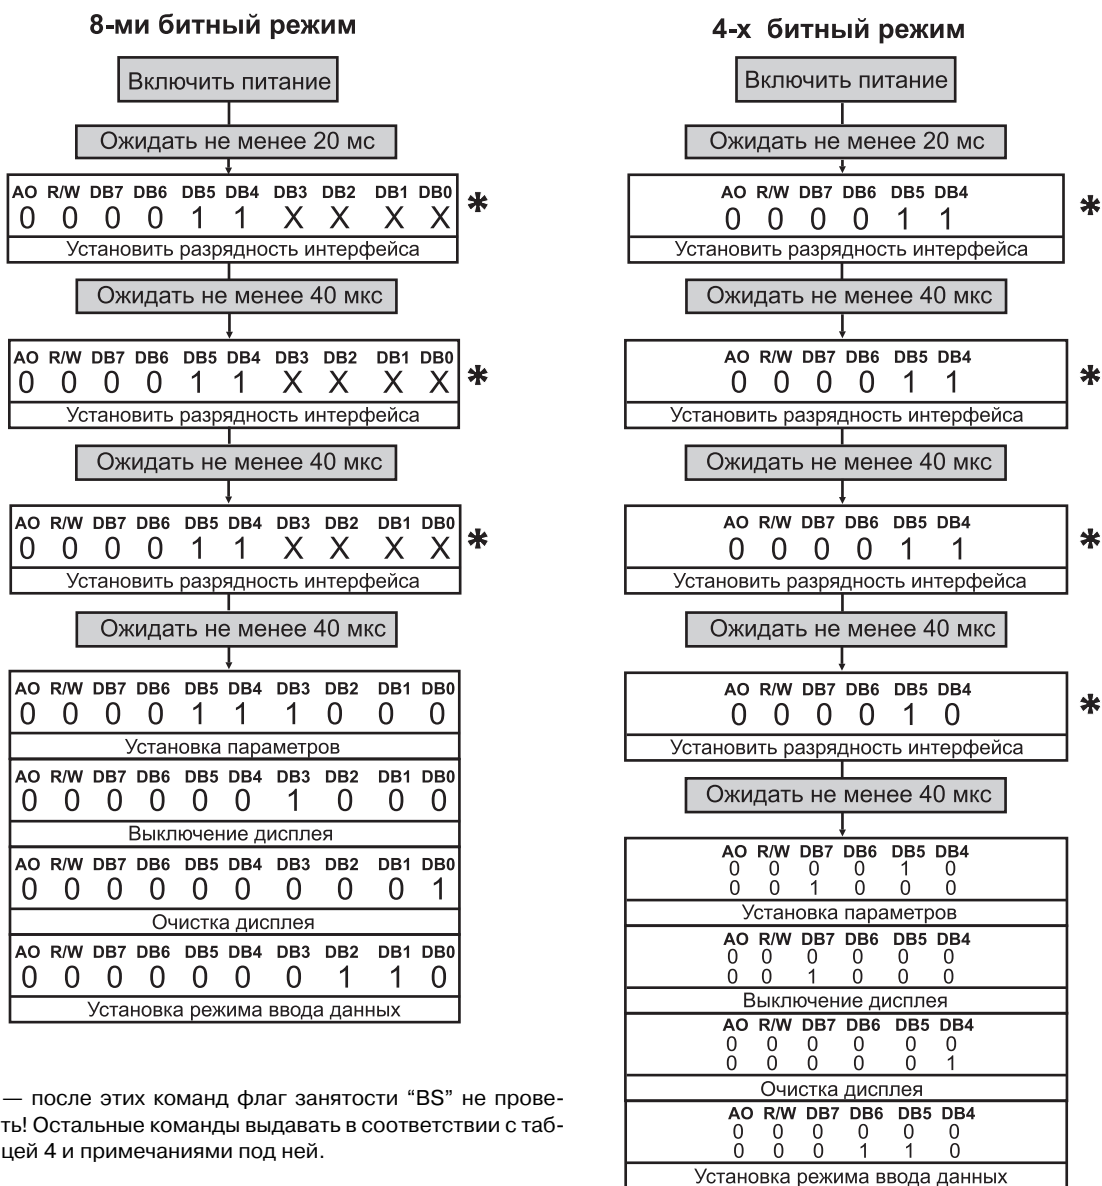 8-ми битный режим
Включить питание
Ожидать не менее 20 мс
AO R/W DB7 DB6 DB5 DB4 DB3 DB2 DB1 DB0
0 0 0 0 1 1 X X X X *
Установить разрядность интерфейса
Ожидать не менее 40 мкс
AO R/W DB7 DB6 DB5 DB4 DB3 DB2 DB1 DB0
0 0 0 0 1 1 X X X X *
Установить разрядность интерфейса
Ожидать не менее 40 мкс
AO R/W DB7 DB6 DB5 DB4 DB3 DB2 DB1 DB0
0 0 0 0 1 1 X X X X *
Установить разрядность интерфейса
Ожидать не менее 40 мкс
AO R/W DB7 DB6 DB5 DB4 DB3 DB2 DB1 DB0
0 0 0 0 1 1 1 0 0 0
Установка параметров
AO R/W DB7 DB6 DB5 DB4 DB3 DB2 DB1 DB0
0 0 0 0 0 0 1 0 0 0
Выключение дисплея
AO R/W DB7 DB6 DB5 DB4 DB3 DB2 DB1 DB0
0 0 0 0 0 0 0 0 0 1
Очистка дисплея
AO R/W DB7 DB6 DB5 DB4 DB3 DB2 DB1 DB0
0 0 0 0 0 0 0 1 1 0
Установка режима ввода данных
— после этих команд флаг занятости “BS” не прове-
ть! Остальные команды выдавать в соответствии с таб-
цей 4 и примечаниями под ней.
4-х битный режим
Включить питание
Ожидать не менее 20 мс
AO R/W DB7 DB6 DB5 DB4
0 0 0 0 1 1 *
Установить разрядность интерфейса
Ожидать не менее 40 мкс
AO R/W DB7 DB6 DB5 DB4
0 0 0 0 1 1 *
Установить разрядность интерфейса
Ожидать не менее 40 мкс
AO R/W DB7 DB6 DB5 DB4
0 0 0 0 1 1 *
Установить разрядность интерфейса
Ожидать не менее 40 мкс
AO R/W DB7 DB6 DB5 DB4
0 0 0 0 1 0 *
Установить разрядность интерфейса
Ожидать не менее 40 мкс
AO R/W DB7 DB6 DB5 DB4
0 0 0 0 1 0
0 0 1 0 0 0
Установка параметров
AO R/W DB7 DB6 DB5 DB4
0 0 0 0 0 0
0 0 1 0 0 0
Выключение дисплея
AO R/W DB7 DB6 DB5 DB4
0 0 0 0 0 0
0 0 0 0 0 1
Очистка дисплея
AO R/W DB7 DB6 DB5 DB4
0 0 0 0 0 0
0 0 0 1 1 0
Установка режима ввода данных